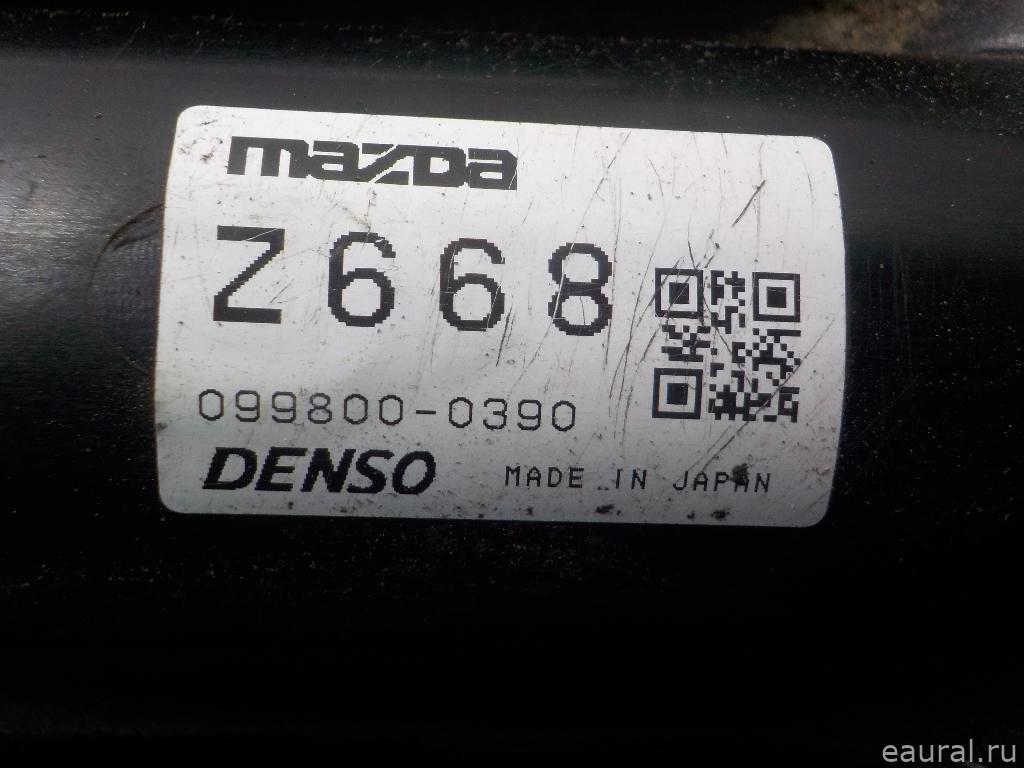 mazda
Z668
099800-0390
DENSO MADE IN JAPAN
eaural.ru